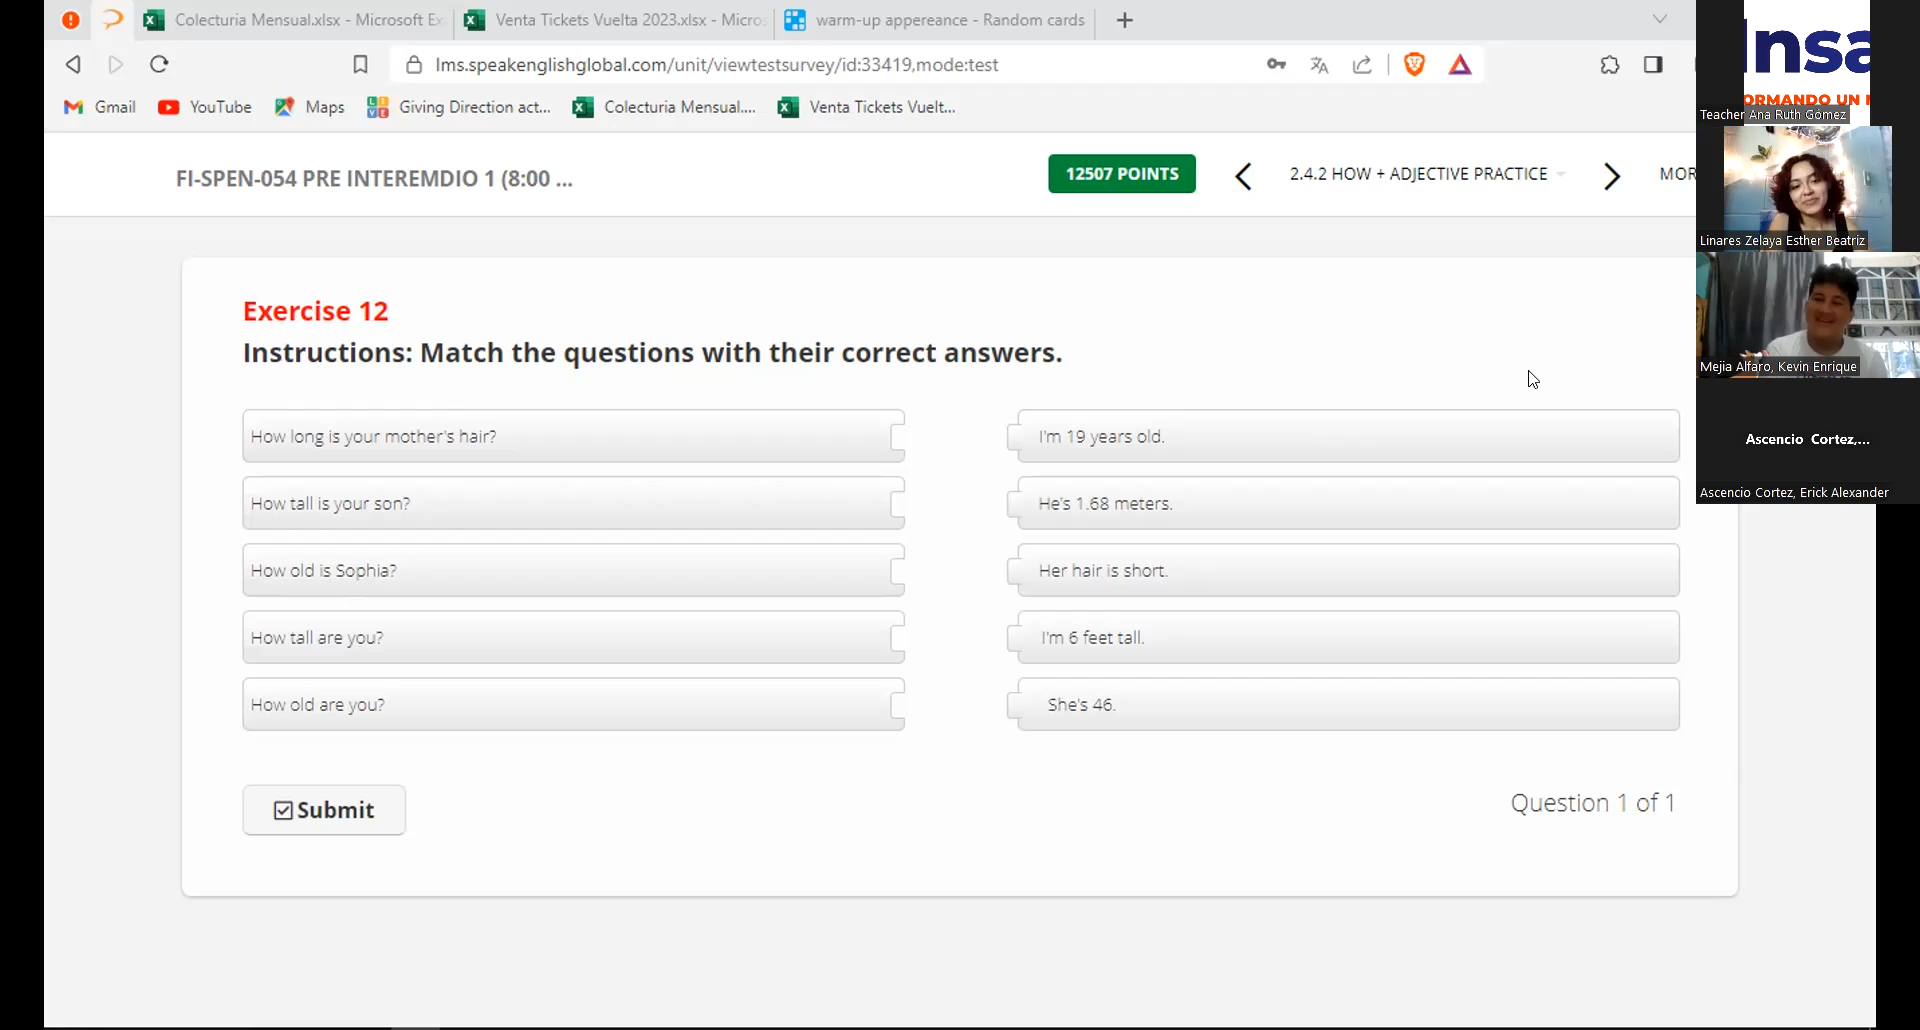 Colecturia Mensual.xlsx - Microsoft Ex
Venta Tickets Vuelta 2023.xlsx - Micros
warm-up appereance - Random cards
lms.speakenglishglobal.com/unit/viewtestsurvey/id:33419,mode:test
Gmail
YouTube
Maps
Giving Direction act...
Colecturia Mensual....
Venta Tickets Vuelt...
FI-SPEN-054 PRE INTEREMDIO 1 (8:00 ...
12507 POINTS
2.4.2 HOW + ADJECTIVE PRACTICE
MOR
Insa
ORMANDO UN
Teacher Ana Ruth Gómez
Linares Zelaya Esther Beatriz
Mejia Alfaro, Kevin Enrique
Ascencio Cortez,...
Ascencio Cortez, Erick Alexander
Exercise 12
Instructions: Match the questions with their correct answers.
How long is your mother's hair?
I'm 19 years old.
How tall is your son?
He's 1.68 meters.
How old is Sophia?
Her hair is short.
How tall are you?
I'm 6 feet tall.
How old are you?
She's 46.
Submit
Question 1 of 1